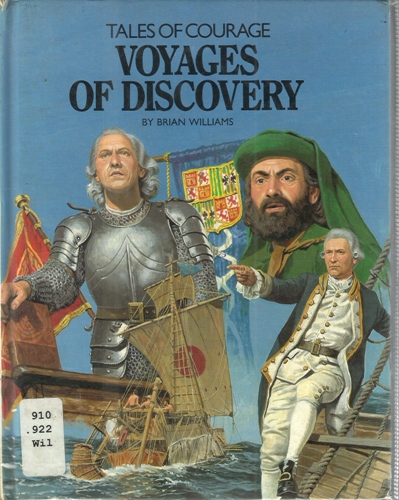 TALES OF COURAGE
VOYAGES
OF DISCOVERY
BY BRIAN WILLIAMS
910
.922
Wil